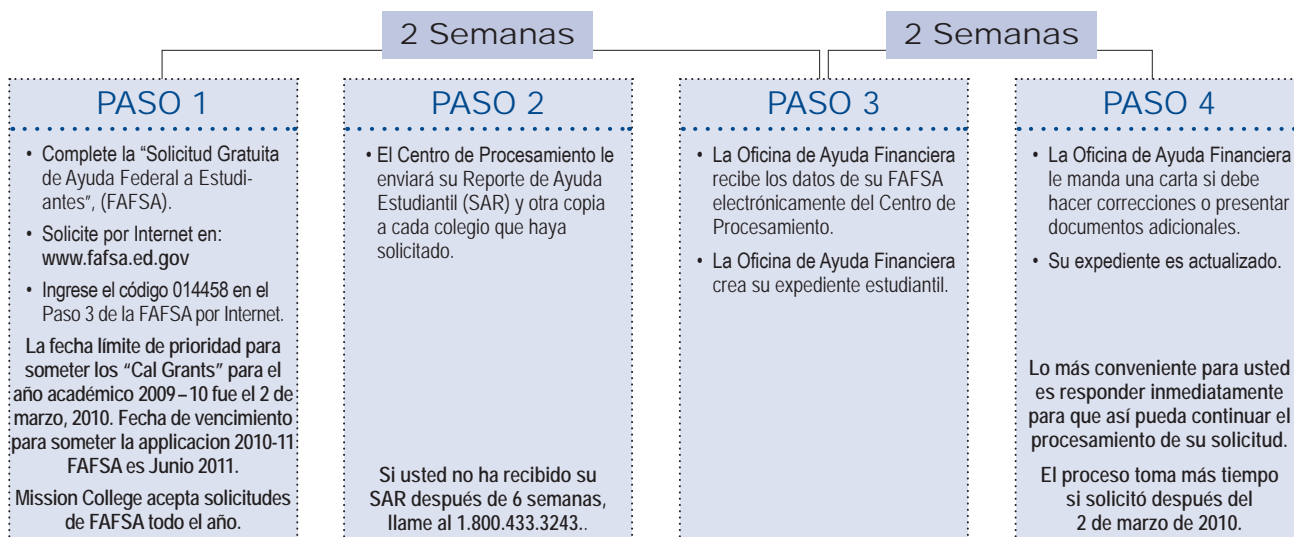 2 Semanas
2 Semanas
PASO 1
• Complete la “Solicitud Gratuita
de Ayuda Federal a Estudi-
antes”, (FAFSA).
• Solicite por Internet en:
www.fafsa.ed.gov
• Ingrese el código 014458 en el
Paso 3 de la FAFSA por Internet.
La fecha límite de prioridad para
someter los “Cal Grants” para el
año académico 2009–10 fue el 2 de
marzo, 2010. Fecha de vencimiento
para someter la applicacion 2010-11
FAFSA es Junio 2011.
Mission College acepta solicitudes
de FAFSA todo el año.
PASO 2
• El Centro de Procesamiento le
enviará su Reporte de Ayuda
Estudiantil (SAR) y otra copia
a cada colegio que haya
solicitado.
Si usted no ha recibido su
SAR después de 6 semanas,
llame al 1.800.433.3243..
PASO 3
• La Oficina de Ayuda Financiera
recibe los datos de su FAFSA
electrónicamente del Centro de
Procesamiento.
• La Oficina de Ayuda Financiera
crea su expediente estudiantil.
PASO 4
• La Oficina de Ayuda Financiera
le manda una carta si debe
hacer correcciones o presentar
documentos adicionales.
• Su expediente es actualizado.
Lo más conveniente para usted
es responder inmediatamente
para que así pueda continuar el
procesamiento de su solicitud.
El proceso toma más tiempo
si solicitó después del
2 de marzo de 2010.